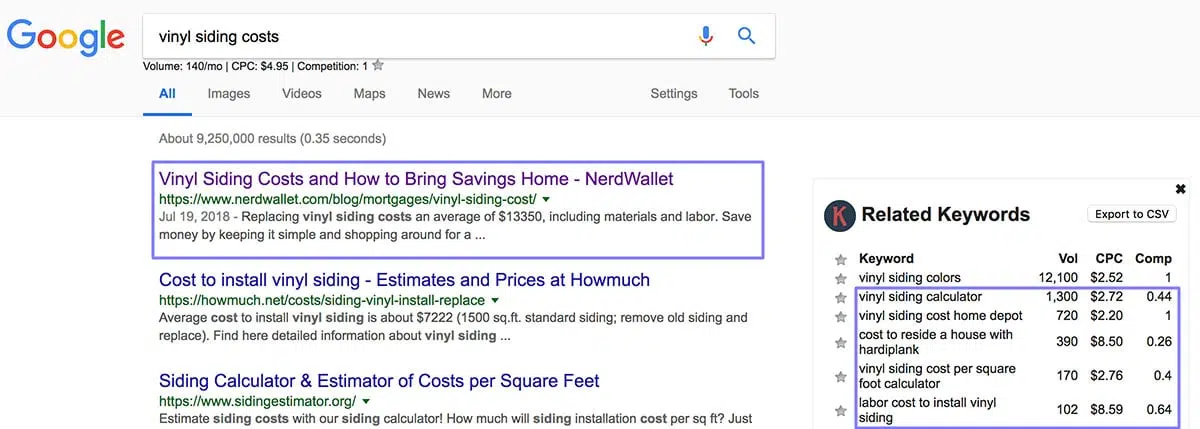 Google
vinyl siding costs
Volume: 140/mo | CPC: $4.95 | Competition: 1
All Images Videos Maps News More Settings Tools
About 9,250,000 results (0.35 seconds)
Vinyl Siding Costs and How to Bring Savings Home - NerdWallet
https://www.nerdwallet.com/blog/mortgages/vinyl-siding-cost/
Jul 19, 2018 - Replacing vinyl siding costs an average of $13350, including materials and labor. Save
money by keeping it simple and shopping around for a ...
Cost to install vinyl siding - Estimates and Prices at Howmuch
https://howmuch.net/costs/siding-vinyl-install-replace
Average cost to install vinyl siding is about $7222 (1500 sq.ft. standard siding; remove old siding and
replace). Find here detailed information about vinyl siding ...
Siding Calculator & Estimator of Costs per Square Feet
https://www.sidingestimator.org/
Estimate siding costs with our siding calculator! How much will siding installation cost per sq ft? Just
K Related Keywords Export to CSV
Keyword Vol CPC Comp
vinyl siding colors 12,100 $2.52 1
vinyl siding calculator 1,300 $2.72 0.44
vinyl siding cost home depot 720 $2.20 1
cost to reside a house with
hardiplank 390 $8.50 0.26
vinyl siding cost per square
foot calculator 170 $2.76 0.4
labor cost to install vinyl
siding 102 $8.59 0.64